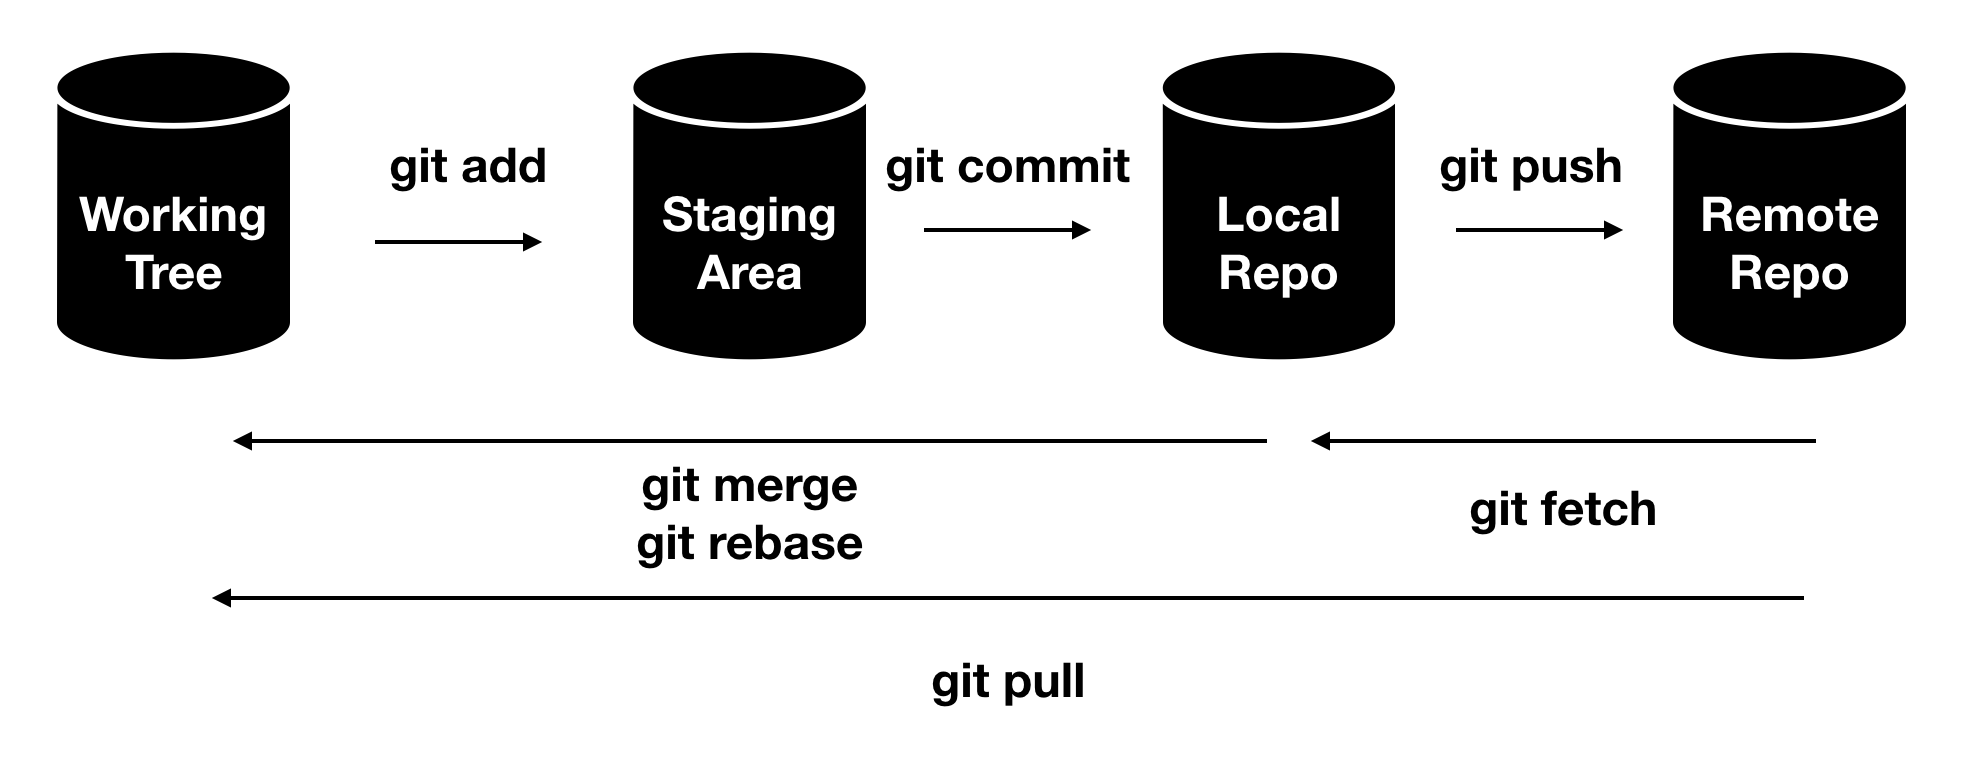 Working
Tree
git add
Staging
Area
git commit
Local
Repo
git push
Remote
Repo
git merge
git rebase
git fetch
git pull